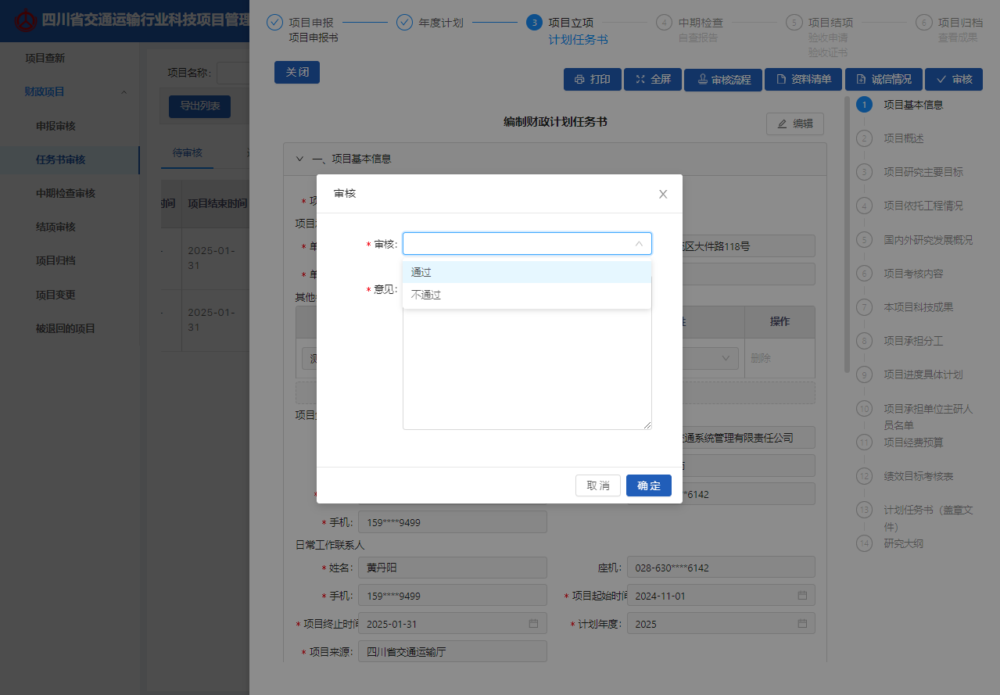 四川省交通运输行业科技项目管理
项目查新
财政项目
申报审核
任务书审核
中期检查审核
结项审核
项目归档
项目变更
被退回的项目
项目名称:
导出列表
待审核
时间 项目结束时间
- 2025-01-31
- 2025-01-31
项目申报
项目申报书
年度计划
3 项目立项
计划任务书
4 中期检查
自查报告
5 项目结项
验收申请
验收证书
6 项目归档
查看成果
关 闭
打印
全屏
审核流程
资料清单
诚信情况
审核
编制财政计划任务书
编辑
一、项目基本信息
* 项
项目
* 单
区大件路118号
* 单
其他
操作
测
删除
项目
交通系统管理有限责任公司
*
*6142
* 手机: 159****9499
日常工作联系人
* 姓名: 黄丹阳
座机: 028-630****6142
* 手机: 159****9499
* 项目起始时间 2024-11-01
* 项目终止时间 2025-01-31
* 计划年度: 2025
* 项目来源: 四川省交通运输厅
审核
* 审核:
通过
不通过
* 意见:
取 消
确 定
1 项目基本信息
2 项目概述
3 项目研究主要目标
4 项目依托工程情况
5 国内外研究发展概况
6 项目考核内容
7 本项目科技成果
8 项目承担分工
9 项目进度具体计划
10 项目承担单位主研人
员名单
11 项目经费预算
12 绩效目标考核表
13 计划任务书（盖章文
件）
14 研究大纲